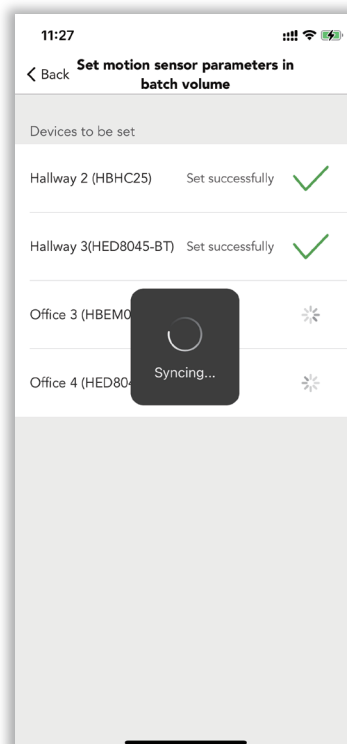 11:27
Back
Set motion sensor parameters in
batch volume
Devices to be set
Hallway 2 (HBHC25) Set successfully
Hallway 3(HED8045-BT) Set successfully
Office 3 (HBEM0
Office 4 (HED804
Syncing...